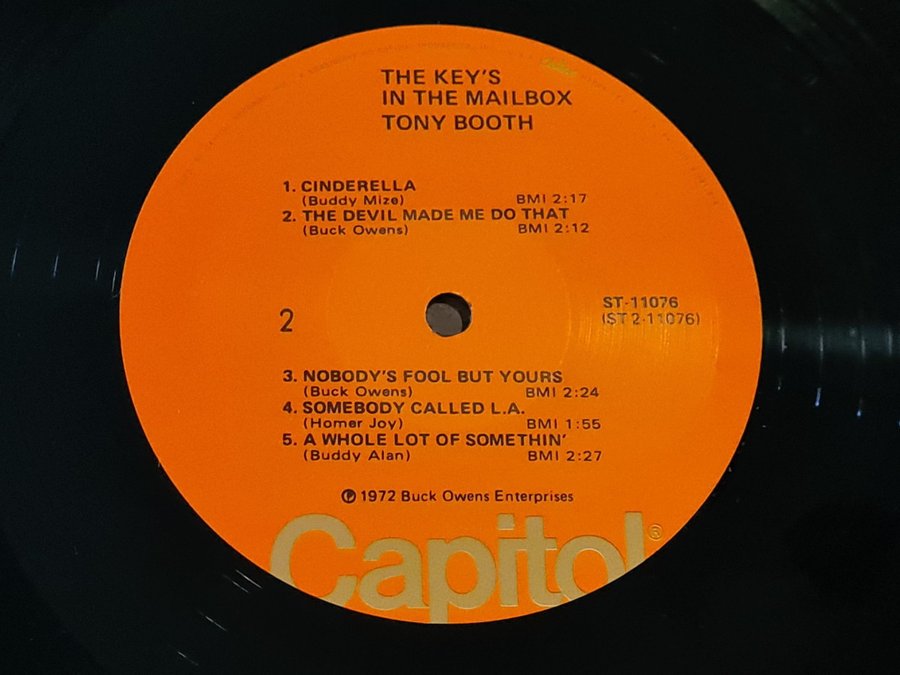 THE KEY'S
IN THE MAILBOX
TONY BOOTH
1. CINDERELLA
(Buddy Mize) BMI 2:17
2. THE DEVIL MADE ME DO THAT
(Buck Owens) BMI 2:12
2
ST-11076
(ST 2-11076)
3. NOBODY'S FOOL BUT YOURS
(Buck Owens) BMI 2:24
4. SOMEBODY CALLED L.A.
(Homer Joy) BMI 1:55
5. A WHOLE LOT OF SOMETHIN'
(Buddy Alan) BMI 2:27
℗ 1972 Buck Owens Enterprises
Capitol®